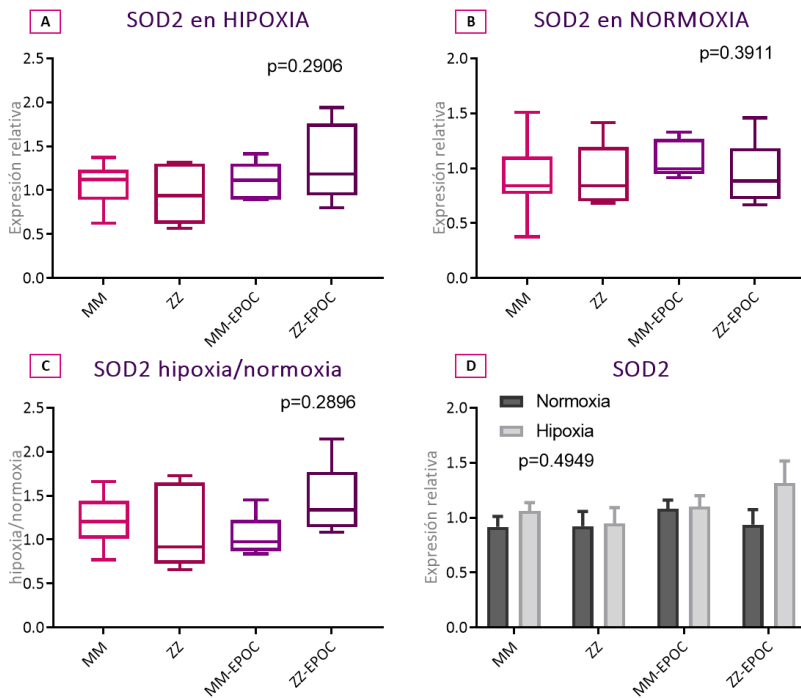 A
SOD2 en HIPOXIA
p=0.2906
Expresión relativa
2.5
2.0
1.5
1.0
0.5
0.0
MM
ZZ
MM-EPOC
ZZ-EPOC
B
SOD2 en NORMOXIA
p=0.3911
Expresión relativa
2.0
1.5
1.0
0.5
0.0
MM
ZZ
MM-EPOC
ZZ-EPOC
C
SOD2 hipoxia/normoxia
p=0.2896
hipoxia/normoxia
2.5
2.0
1.5
1.0
0.5
0.0
MM
ZZ
MM-EPOC
ZZ-EPOC
D
SOD2
Normoxia
Hipoxia
p=0.4949
Expresión relativa
2.0
1.5
1.0
0.5
0.0
MM
ZZ
MM-EPOC
ZZ-EPOC